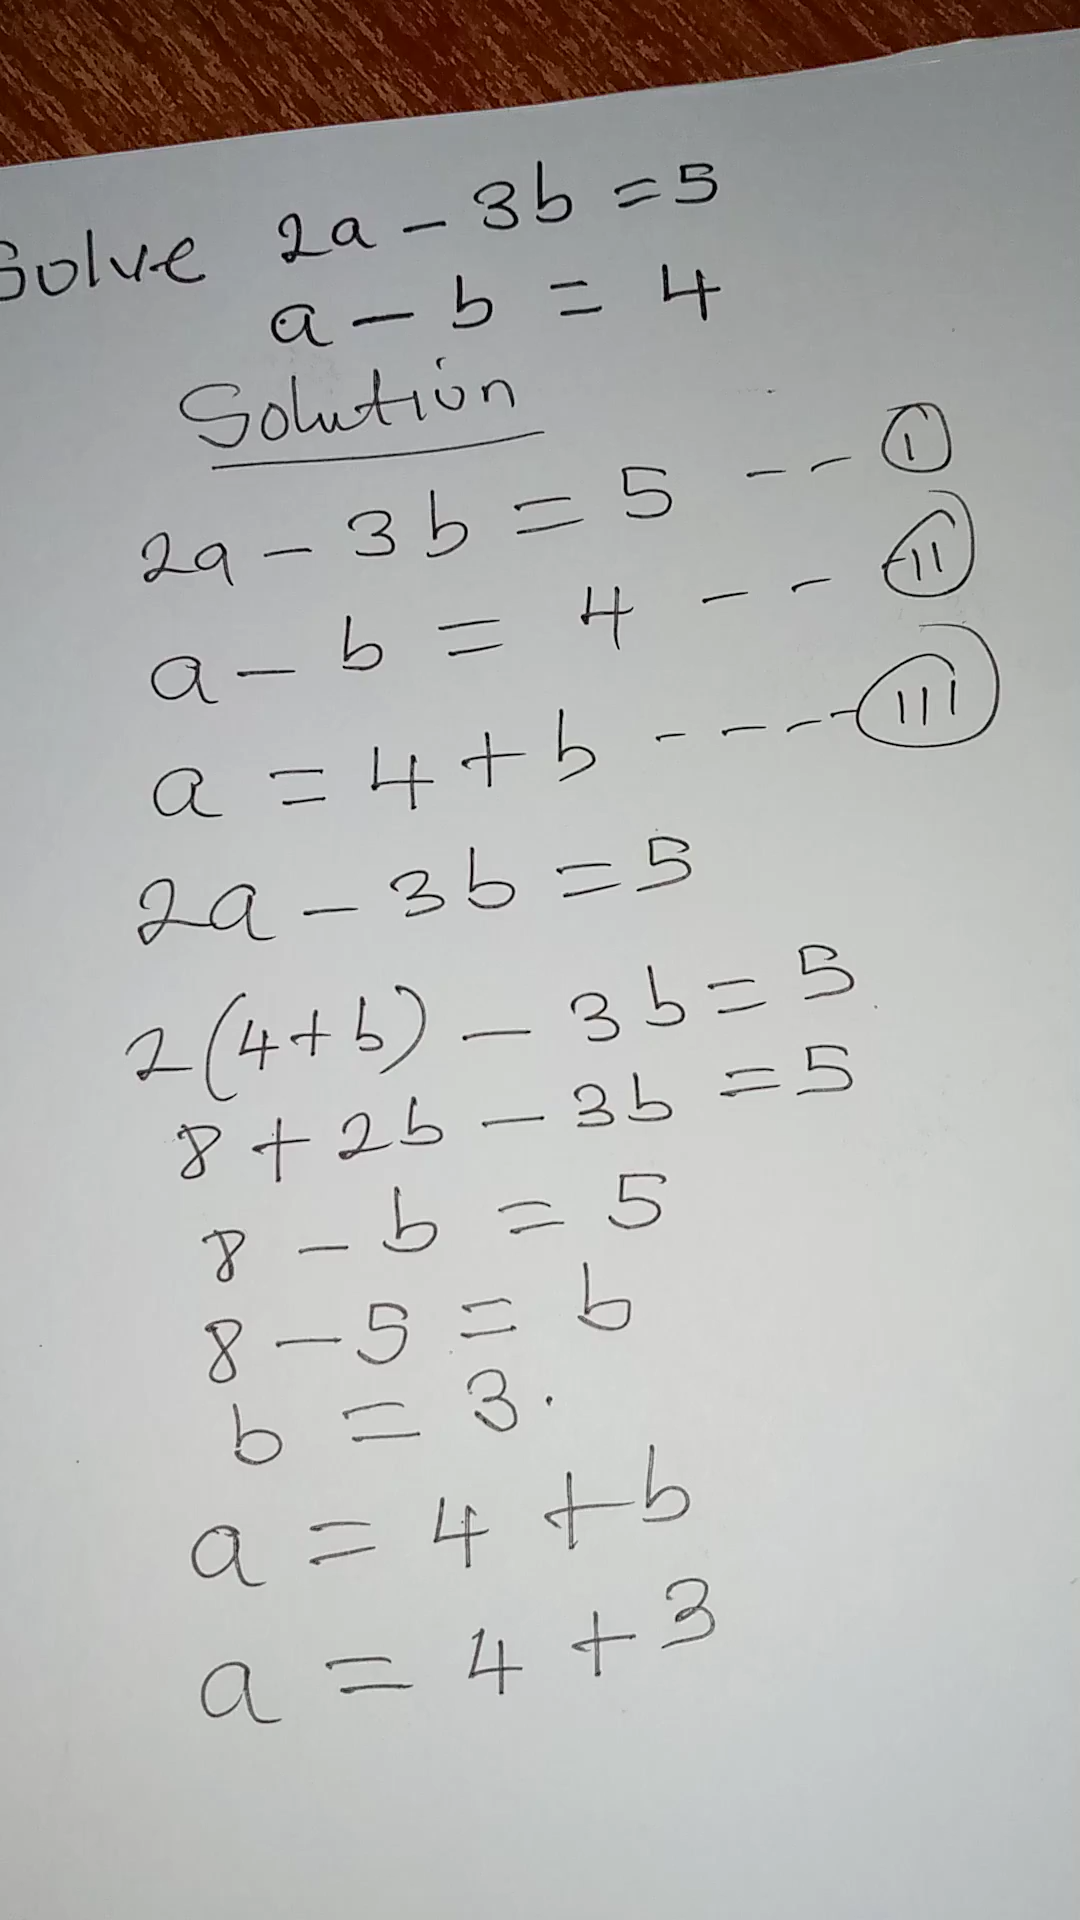 Solve 2a - 3b = 5
a - b = 4
Solution
2a - 3b = 5 -- (I)
a - b = 4 -- (II)
a = 4 + b ---- (III)
2a - 3b = 5
2(4+b) - 3b = 5
8 + 2b - 3b = 5
8 - b = 5
8 - 5 = b
b = 3.
a = 4 + b
a = 4 + 3